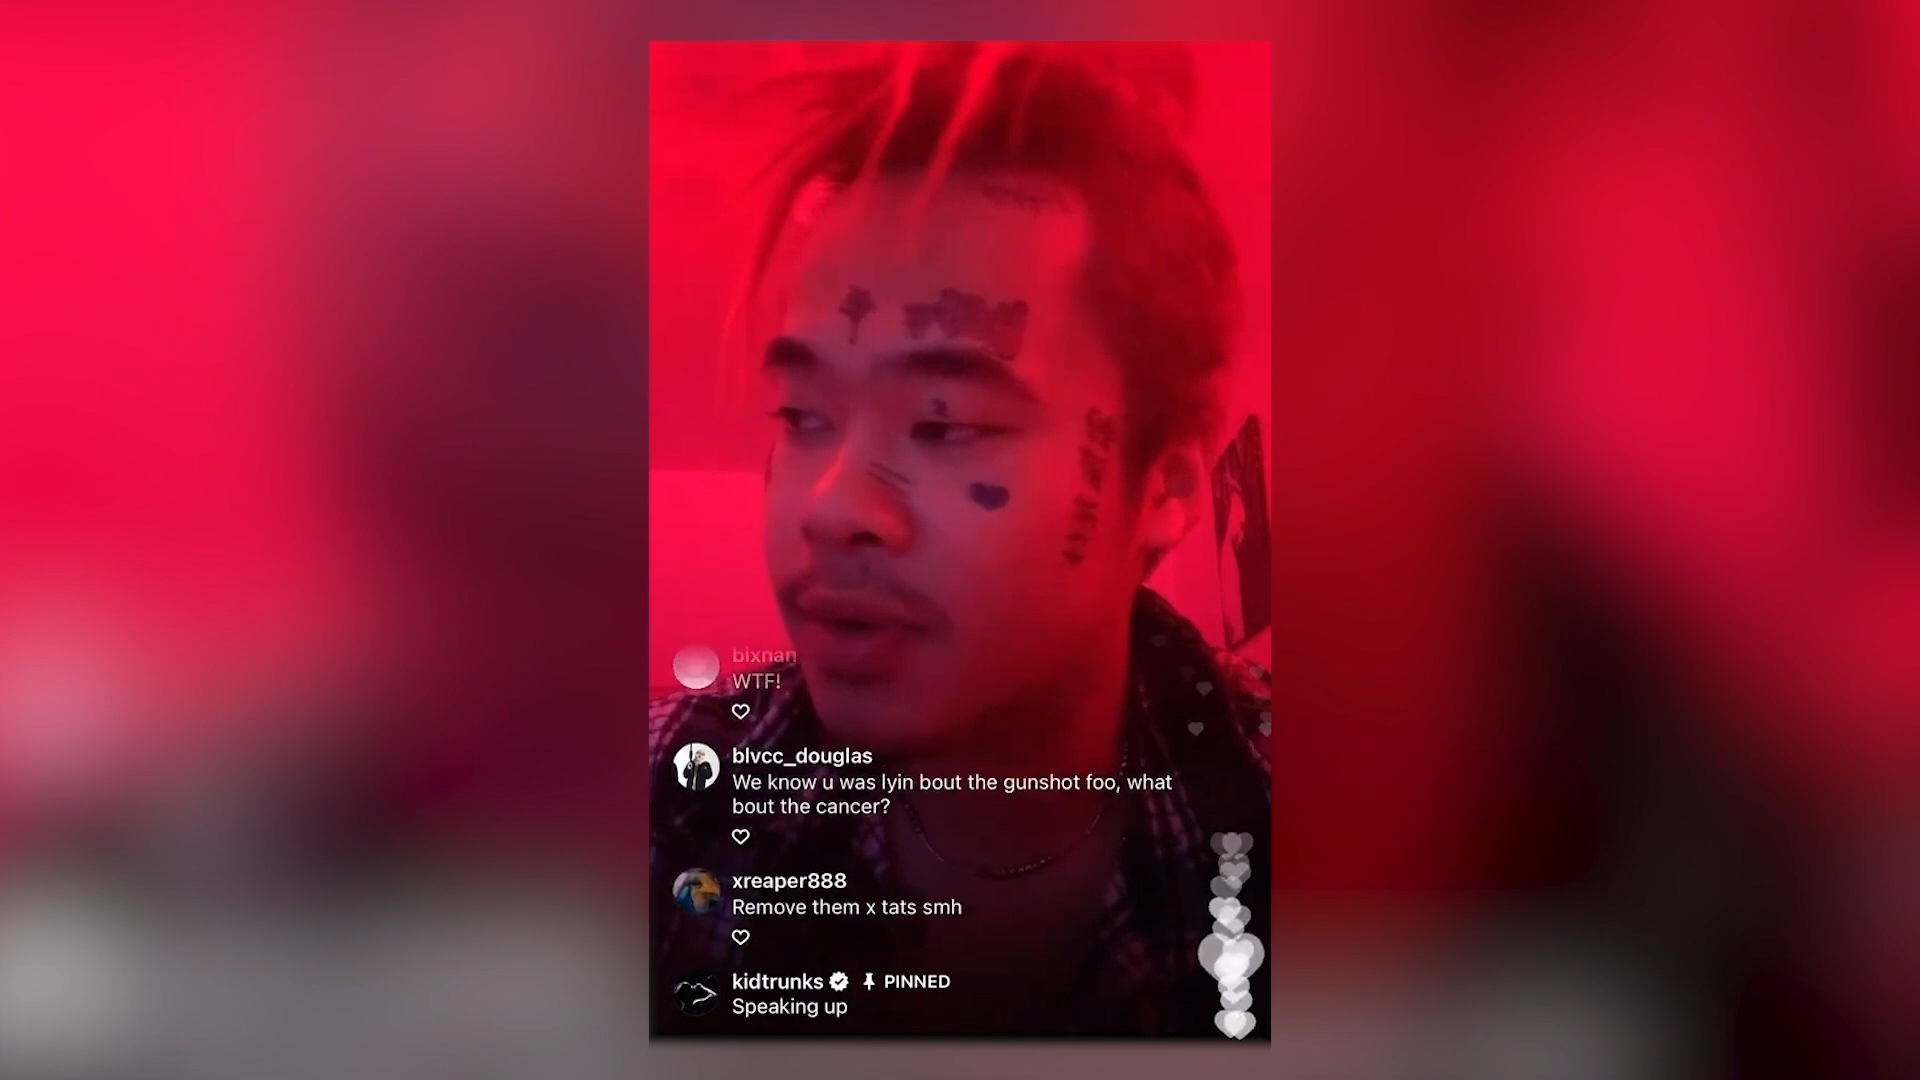 bixnan
WTF!
blvcc_douglas
We know u was lyin bout the gunshot foo, what
bout the cancer?
xreaper888
Remove them x tats smh
kidtrunks PINNED
Speaking up